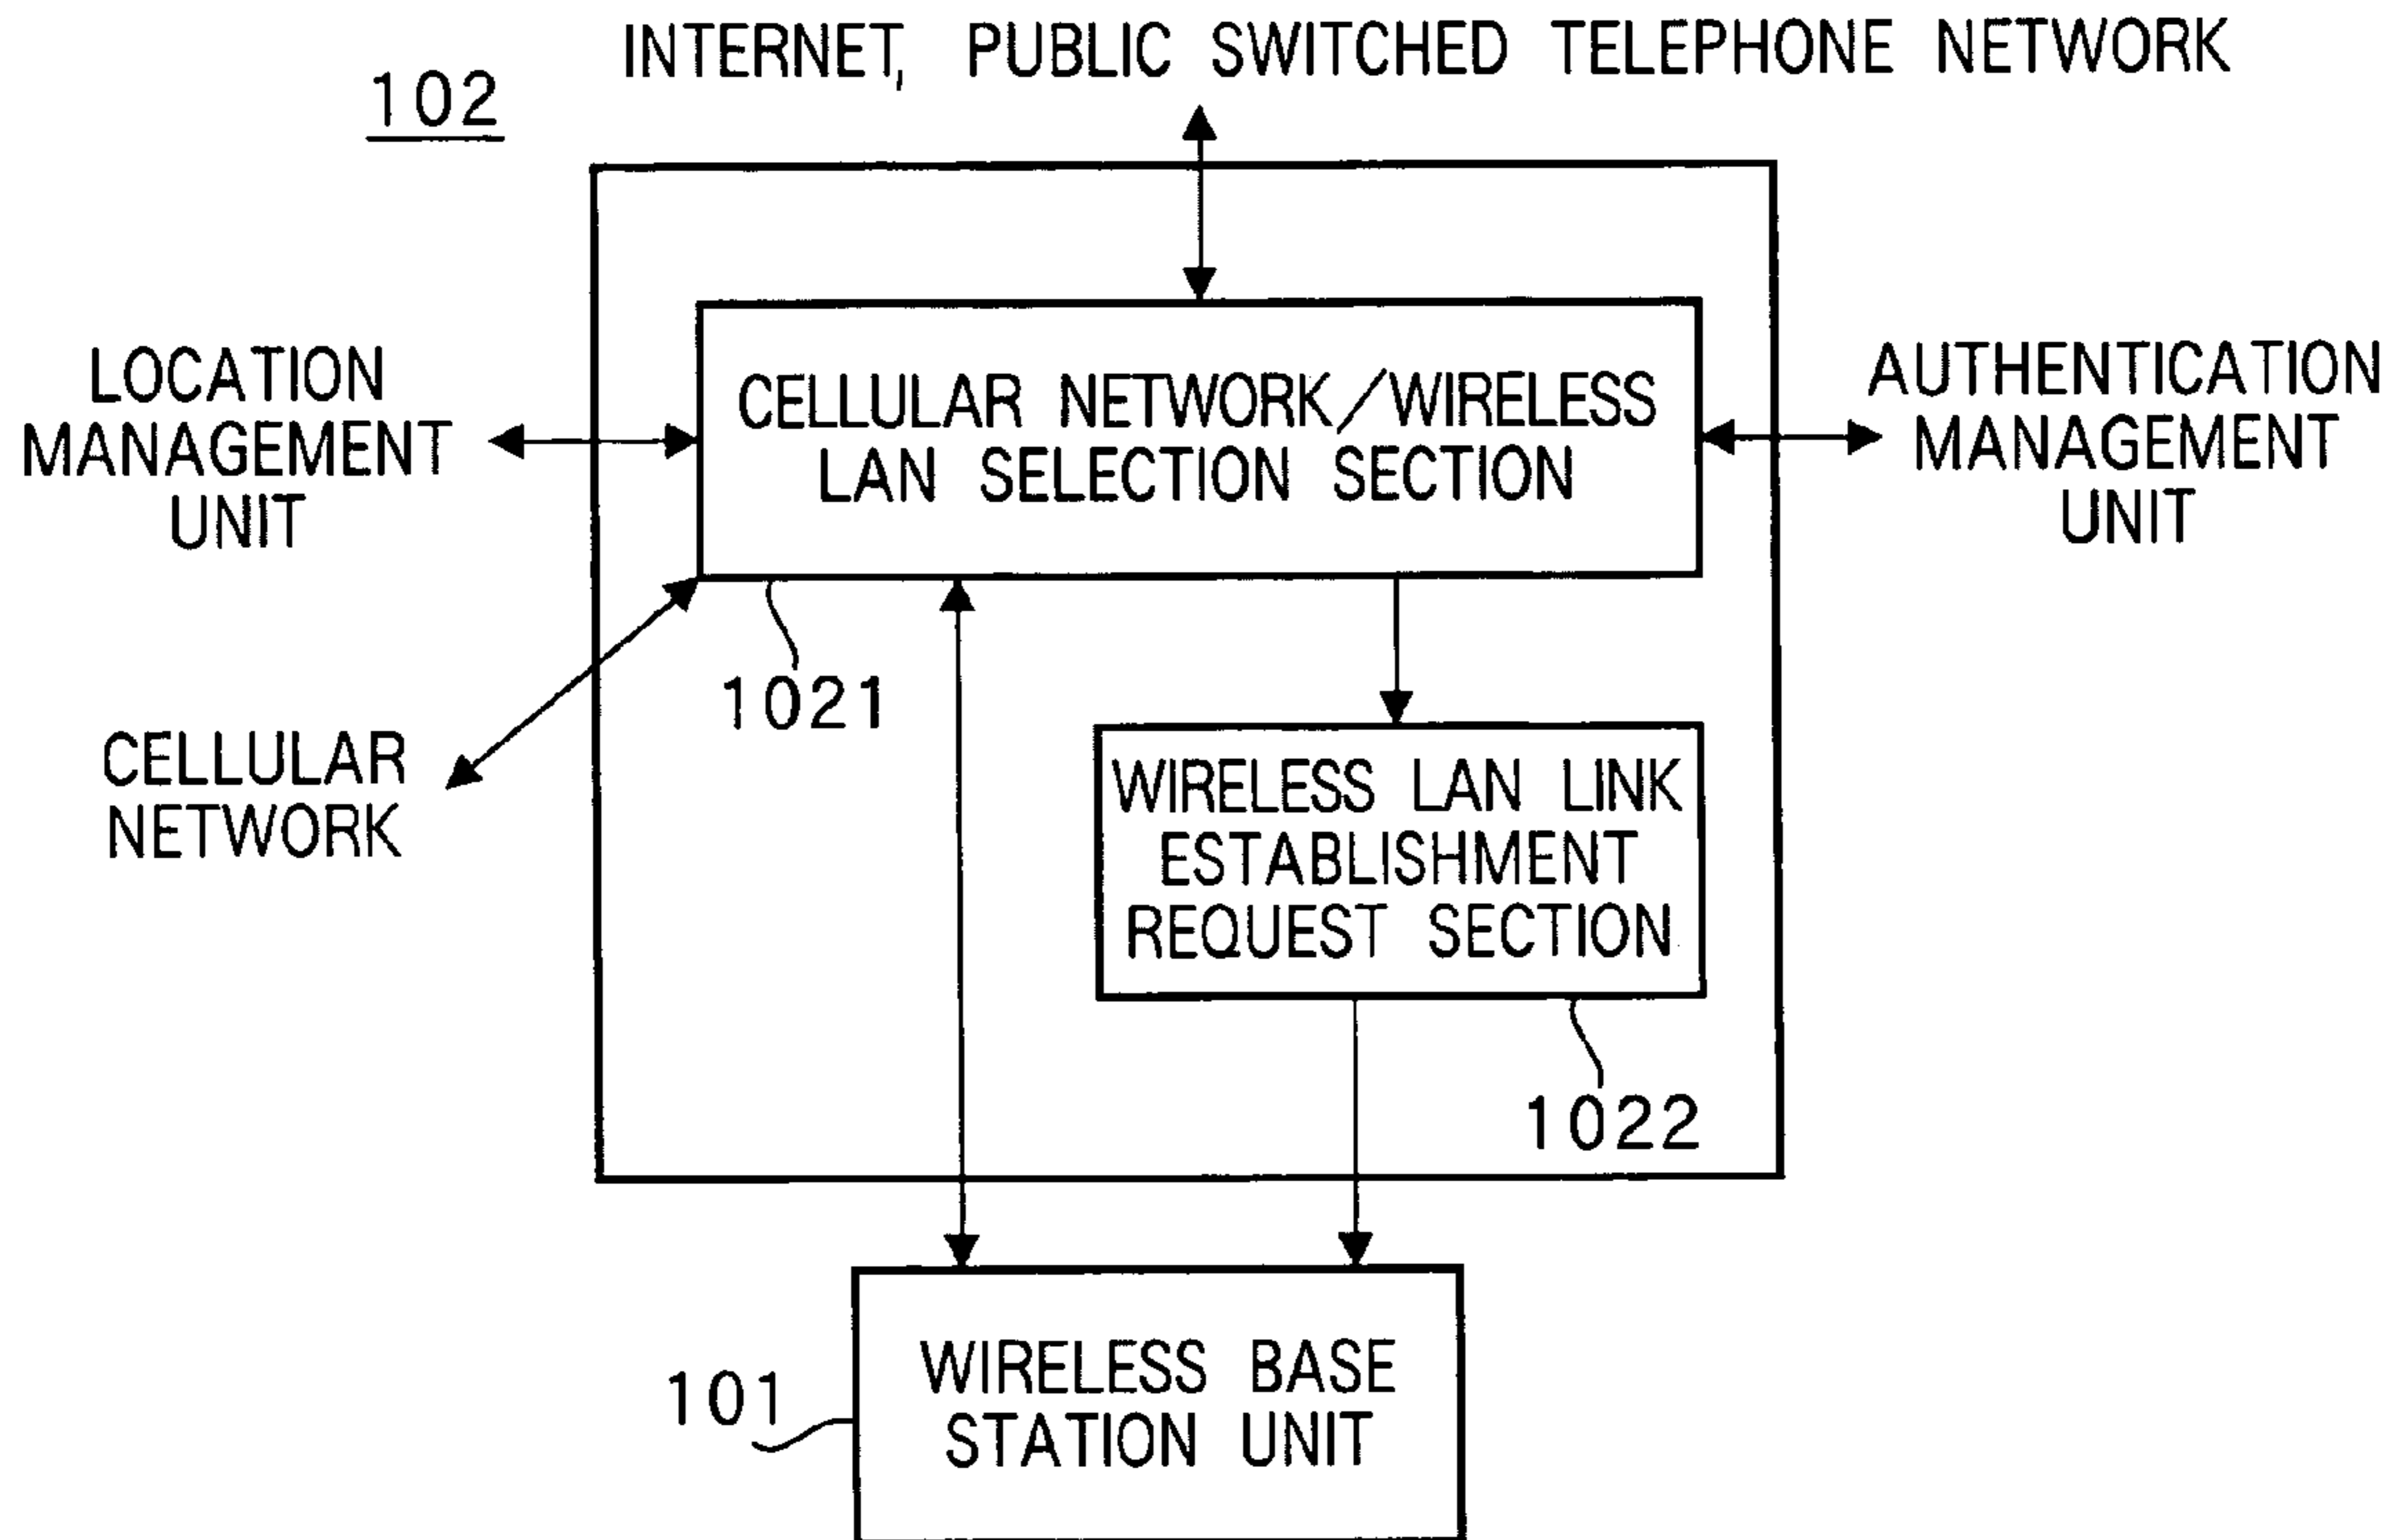 INTERNET, PUBLIC SWITCHED TELEPHONE NETWORK
102
LOCATION
MANAGEMENT
UNIT
CELLULAR NETWORK/WIRELESS
LAN SELECTION SECTION
AUTHENTICATION
MANAGEMENT
UNIT
1021
CELLULAR
NETWORK
WIRELESS LAN LINK
ESTABLISHMENT
REQUEST SECTION
1022
101
WIRELESS BASE
STATION UNIT